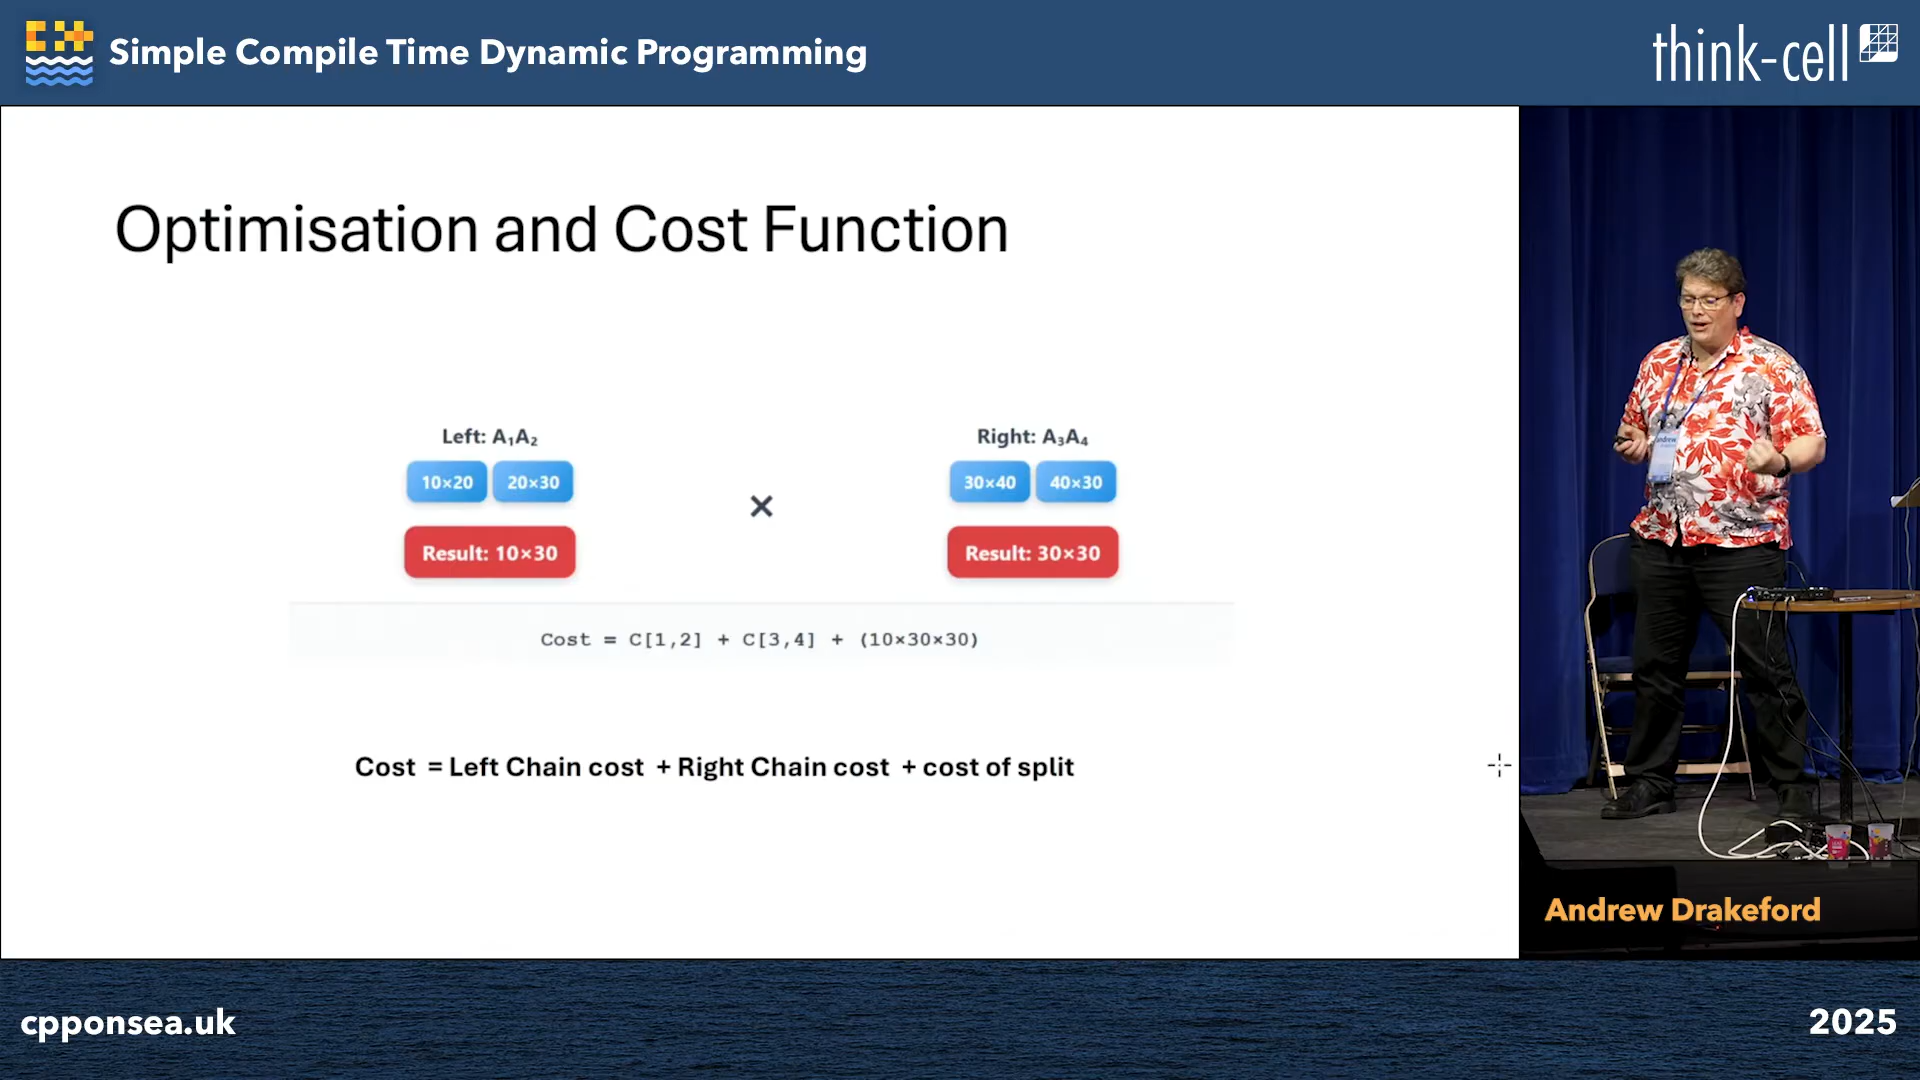 Simple Compile Time Dynamic Programming
think-cell
Optimisation and Cost Function
Left: A₁A₂
Right: A₃A₄
10×20 20×30
30×40 40×30
×
Result: 10×30
Result: 30×30
Cost = C[1,2] + C[3,4] + (10×30×30)
Cost = Left Chain cost + Right Chain cost + cost of split
andrew
Andrew Drakeford
cpponsea.uk
2025